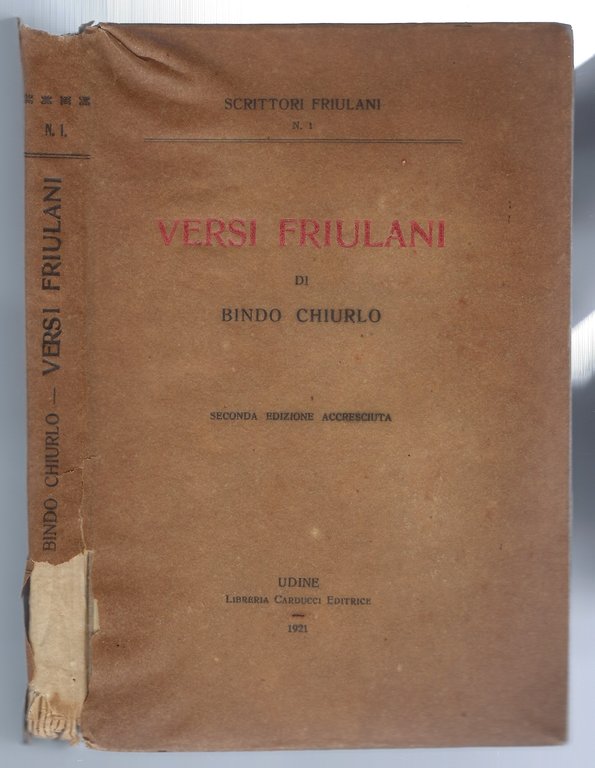 N. 1.
BINDO CHIURLO — VERSI FRIULANI
SCRITTORI FRIULANI
N. 1
VERSI FRIULANI
DI
BINDO CHIURLO
SECONDA EDIZIONE ACCRESCIUTA
UDINE
LIBRERIA CARDUCCI EDITRICE
1921